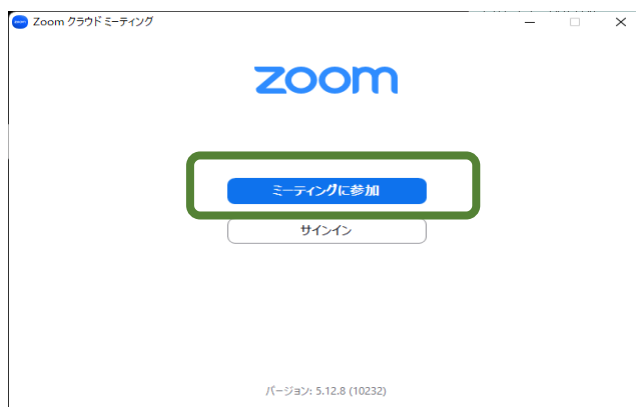 zoom Zoom クラウド ミーティング
zoom
ミーティングに参加
サインイン
バージョン: 5.12.8 (10232)